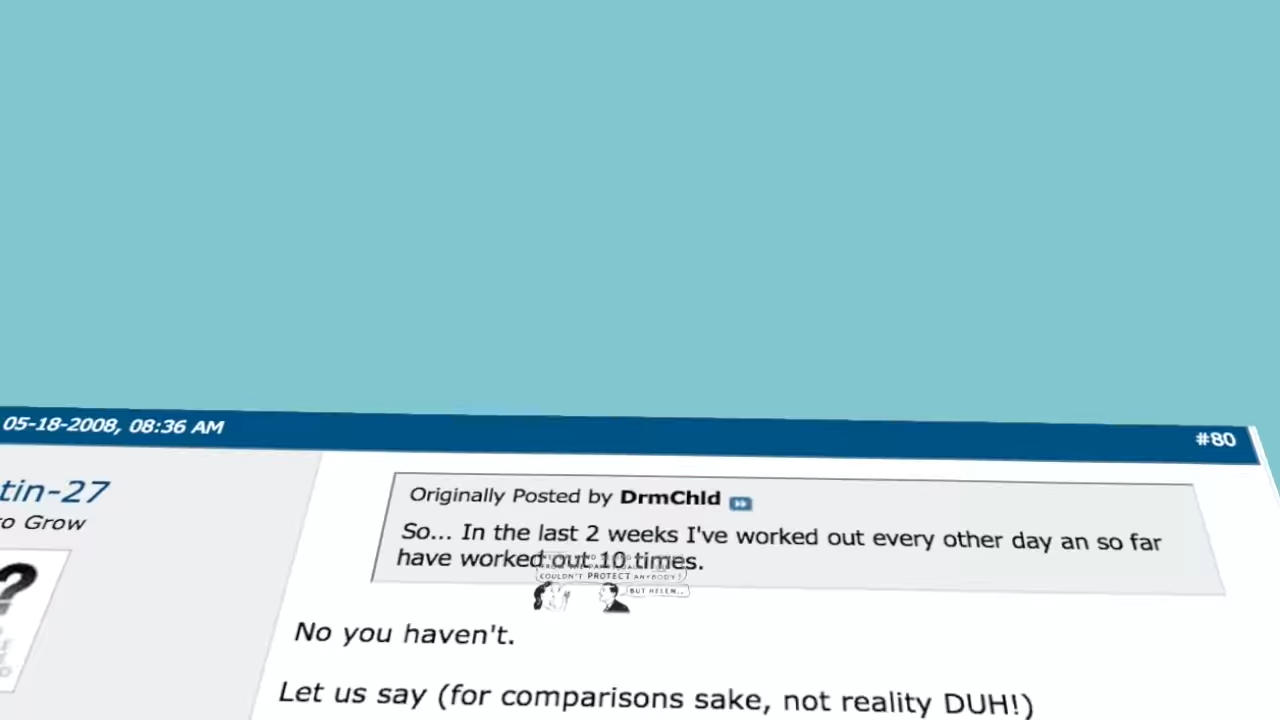 05-18-2008, 08:36 AM
#80
tin-27
to Grow
Originally Posted by DrmChld
So... In the last 2 weeks I've worked out every other day an so far
have worked out 10 times.
COULDN'T PROTECT ANYBODY!
BUT HELEN...
No you haven't.
Let us say (for comparisons sake, not reality DUH!)